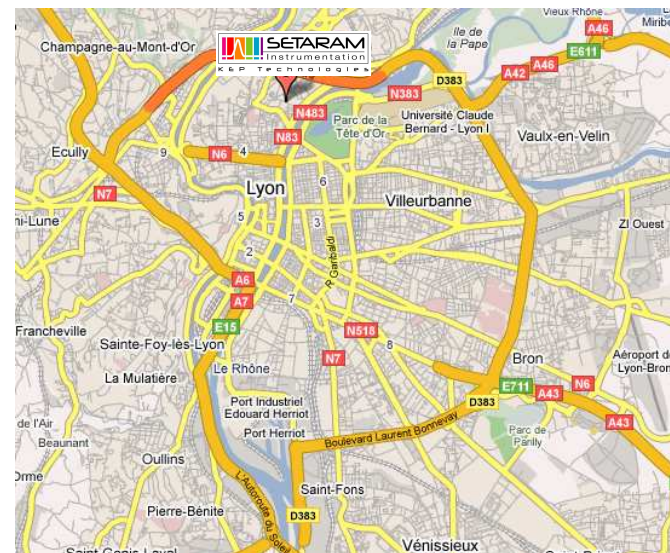 Vieux Rhône
Miribe
A46
Ile de
la Pape
E611
Champagne-au-Mont-d'Or
SETARAM
Instrumentation
K&P Technologies
A46
A42
D383
N383
N483
Parc de la
Tête d'Or
Université Claude
Bernard - Lyon I
N83
Vaulx-en-Velin
Ecully
9
4
N6
6
Lyon
Villeurbanne
N7
ni-Lune
5
3
ZI Ouest
R Garibaldi
2
A6
7
A7
E15
N518
Francheville
Sainte-Foy-lès-Lyon
8
N7
Bron
Aéroport d
Lyon-Bron
Le Rhône
La Mulatière
E711
N6
D383
A43
A43
Port Industriel
Edouard Herriot
Parc de
Parilly
de l'Air
Port Herriot
Boulevard Laurent Bonnevay
Beaunant
Oullins
Orme
L'Autoroute du Soleil
Saint-Fons
Pierre-Bénite
D383
Vénissieux